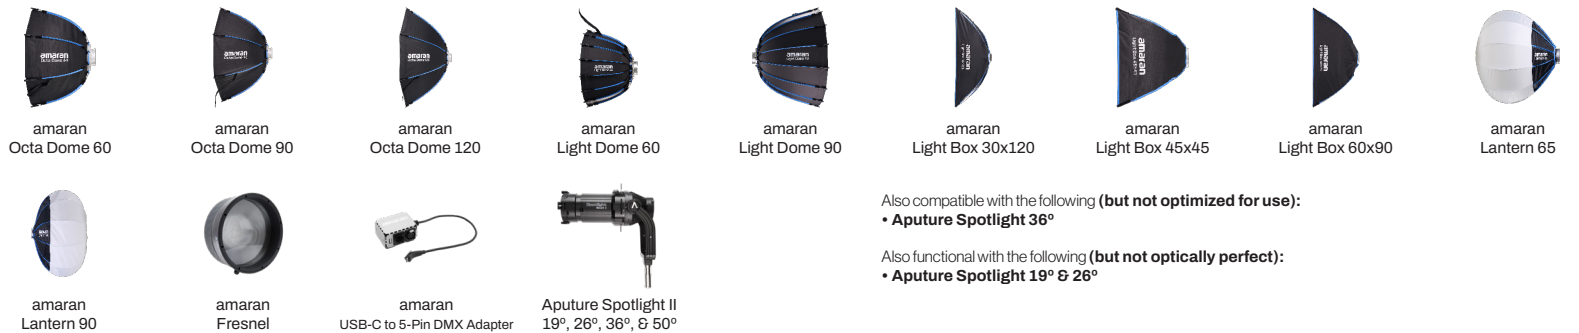 amaran
Octa Dome 60
amaran
Octa Dome 90
amaran
Octa Dome 120
amaran
Light Dome 60
amaran
Light Dome 90
amaran
Light Box 30x120
amaran
Light Box 45x45
amaran
Light Box 60x90
amaran
Lantern 65
amaran
Lantern 90
amaran
Fresnel
amaran
USB-C to 5-Pin DMX Adapter
Aputure Spotlight II
19º, 26º, 36º, & 50º
Also compatible with the following (but not optimized for use):
• Aputure Spotlight 36º
Also functional with the following (but not optically perfect):
• Aputure Spotlight 19º & 26º